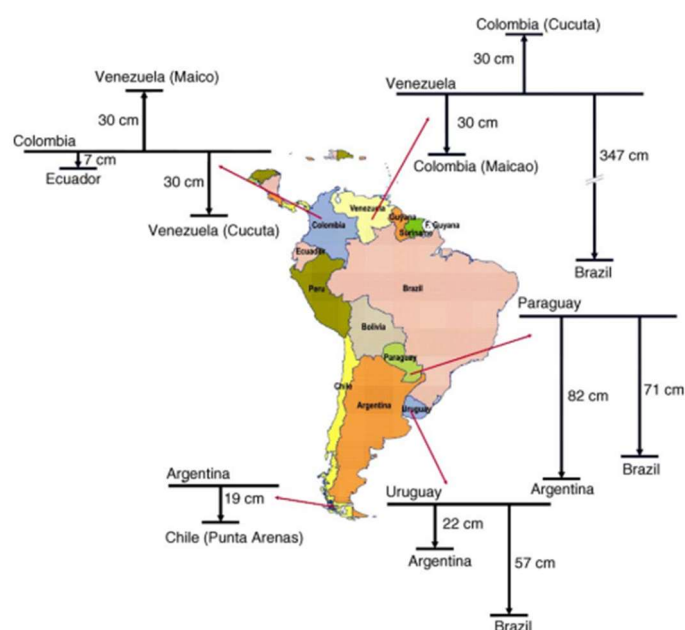 Colombia (Cucuta)
30 cm
Venezuela
30 cm
Colombia (Maicao)
347 cm
Brazil
Venezuela (Maico)
30 cm
Colombia
7 cm
Ecuador
30 cm
Venezuela (Cucuta)
Venezuela
Guyana
Suriname
F. Guyana
Colombia
Ecuador
Peru
Brazil
Bolivia
Paraguay
Chile
Argentina
Uruguay
Paraguay
82 cm
71 cm
Brazil
Argentina
Argentina
19 cm
Chile (Punta Arenas)
Uruguay
22 cm
Argentina
57 cm
Brazil